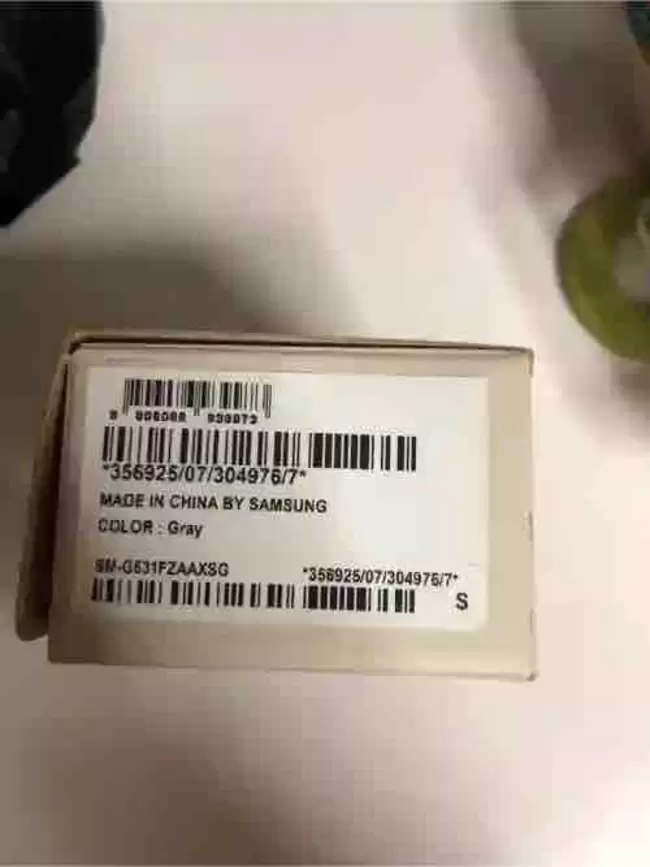 *356925/07/304976/7*
MADE IN CHINA BY SAMSUNG
COLOR : Gray
SM-G531FZAAXSG
*356925/07/304976/7*
S